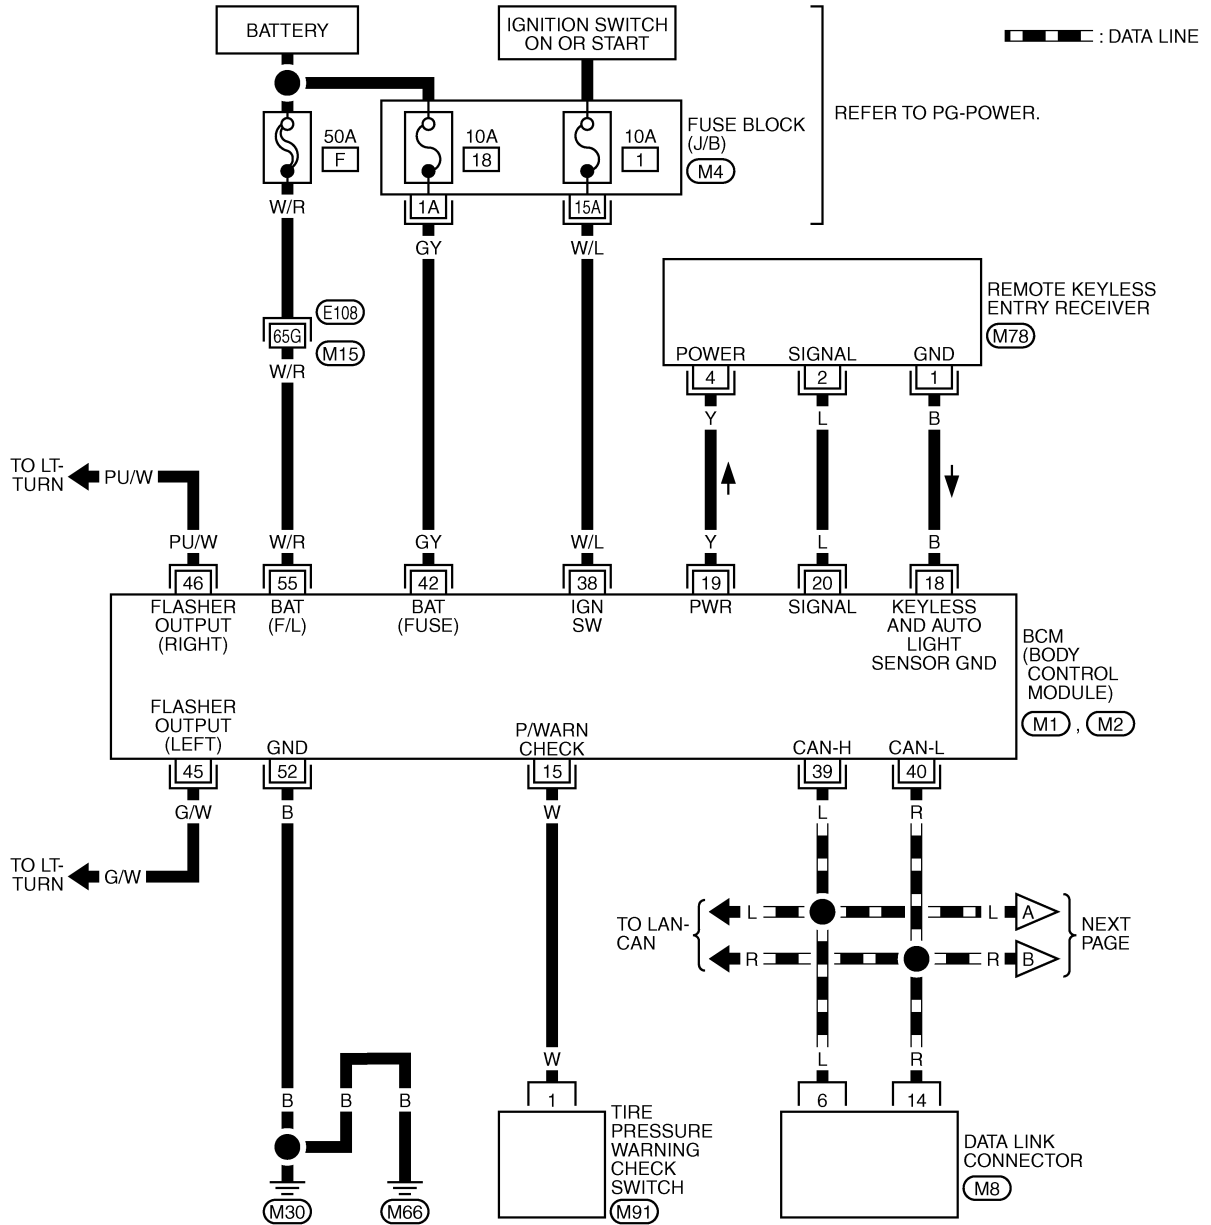 BATTERY
IGNITION SWITCH
ON OR START
: DATA LINE
50A
F
10A
18
10A
1
FUSE BLOCK
(J/B)
M4
REFER TO PG-POWER.
W/R
1A
15A
GY
W/L
REMOTE KEYLESS
ENTRY RECEIVER
M78
E108
65G
M15
W/R
POWER
SIGNAL
GND
4
2
1
Y
L
B
TO LT-
TURN
PU/W
PU/W
W/R
GY
W/L
Y
L
B
46
55
42
38
19
20
18
FLASHER
OUTPUT
(RIGHT)
BAT
(F/L)
BAT
(FUSE)
IGN
SW
PWR
SIGNAL
KEYLESS
AND AUTO
LIGHT
SENSOR GND
BCM
(BODY
CONTROL
MODULE)
M1 , M2
FLASHER
OUTPUT
(LEFT)
GND
P/WARN
CHECK
CAN-H
CAN-L
45
52
15
39
40
G/W
B
W
L
R
TO LT-
TURN
G/W
TO LAN-
CAN
L
L
A
R
R
B
NEXT
PAGE
W
L
R
B
B
B
1
6
14
TIRE
PRESSURE
WARNING
CHECK
SWITCH
M91
DATA LINK
CONNECTOR
M8
M30
M66